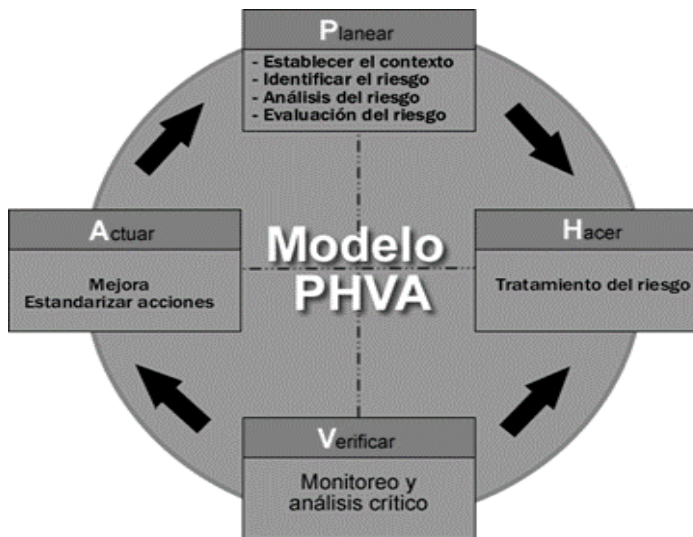 Planear
- Establecer el contexto
- Identificar el riesgo
- Análisis del riesgo
- Evaluación del riesgo
Actuar
Mejora
Estandarizar acciones
Modelo
PHVA
Hacer
Tratamiento del riesgo
Verificar
Monitoreo y
análisis crítico